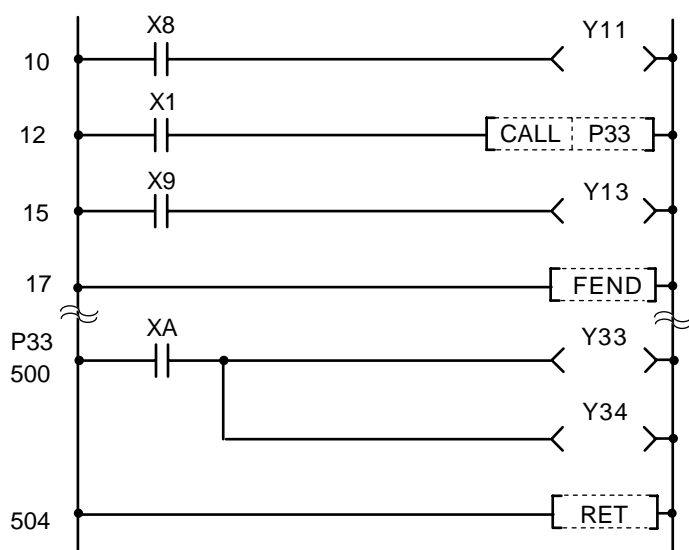 X8 Y11
10
X1
12 CALL P33
X9 Y13
15
17 FEND
P33 XA Y33
500
Y34
504 RET